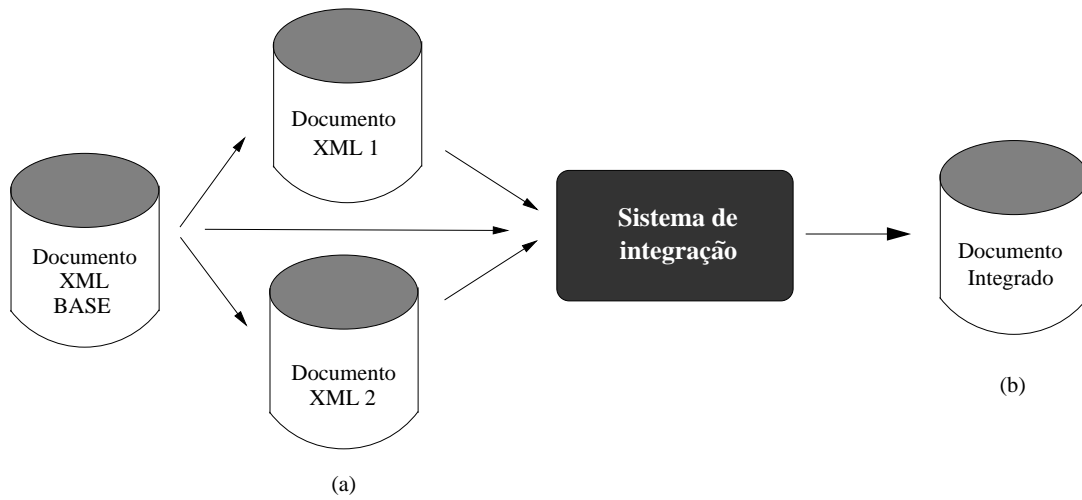 Documento
XML
BASE
Documento
XML 1
Documento
XML 2
(a)
Sistema de
integração
Documento
Integrado
(b)